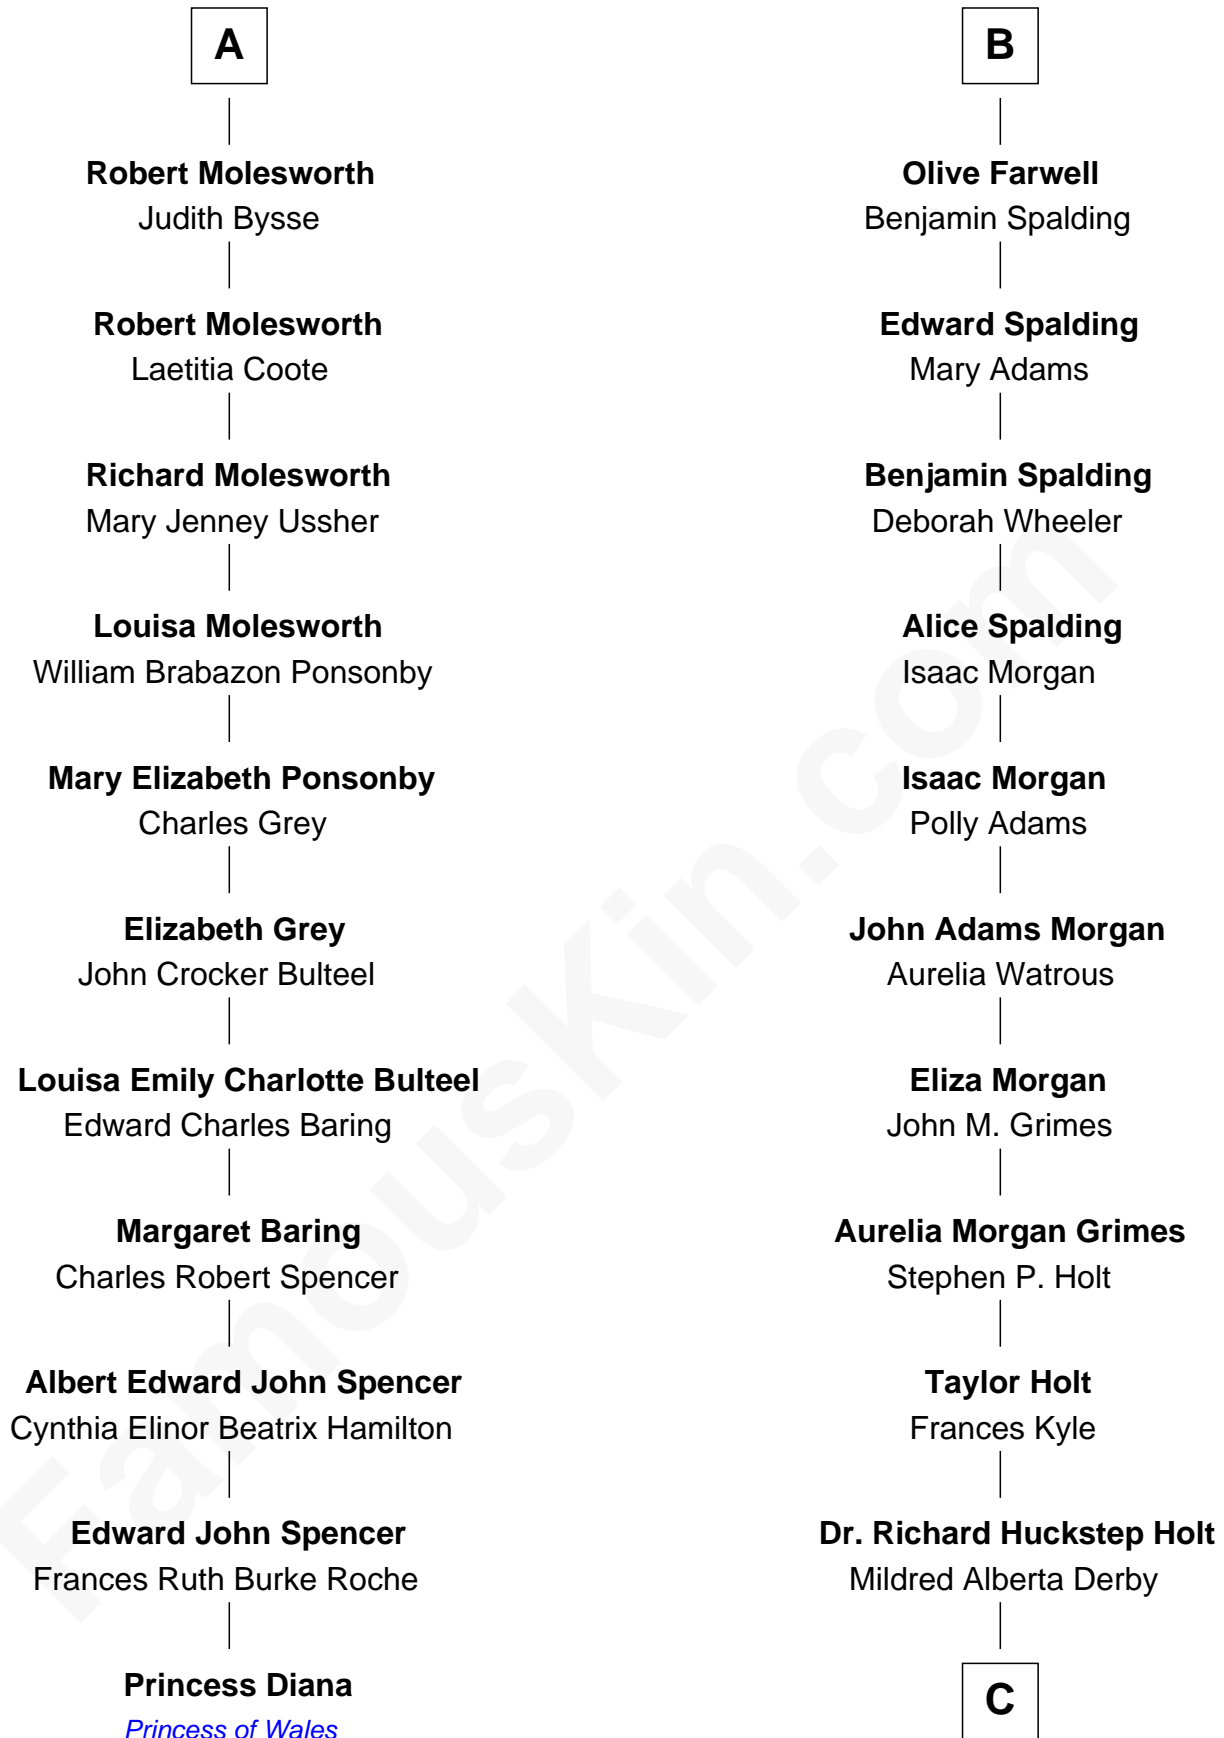 A
Robert Molesworth
Judith Bysse
Robert Molesworth
Laetitia Coote
Richard Molesworth
Mary Jenney Ussher
Louisa Molesworth
William Brabazon Ponsonby
Mary Elizabeth Ponsonby
Charles Grey
Elizabeth Grey
John Crocker Bulteel
Louisa Emily Charlotte Bulteel
Edward Charles Baring
Margaret Baring
Charles Robert Spencer
Albert Edward John Spencer
Cynthia Elinor Beatrix Hamilton
Edward John Spencer
Frances Ruth Burke Roche
Princess Diana
Princess of Wales
B
Olive Farwell
Benjamin Spalding
Edward Spalding
Mary Adams
Benjamin Spalding
Deborah Wheeler
Alice Spalding
Isaac Morgan
Isaac Morgan
Polly Adams
John Adams Morgan
Aurelia Watrous
Eliza Morgan
John M. Grimes
Aurelia Morgan Grimes
Stephen P. Holt
Taylor Holt
Frances Kyle
Dr. Richard Huckstep Holt
Mildred Alberta Derby
C
FamousKin.com